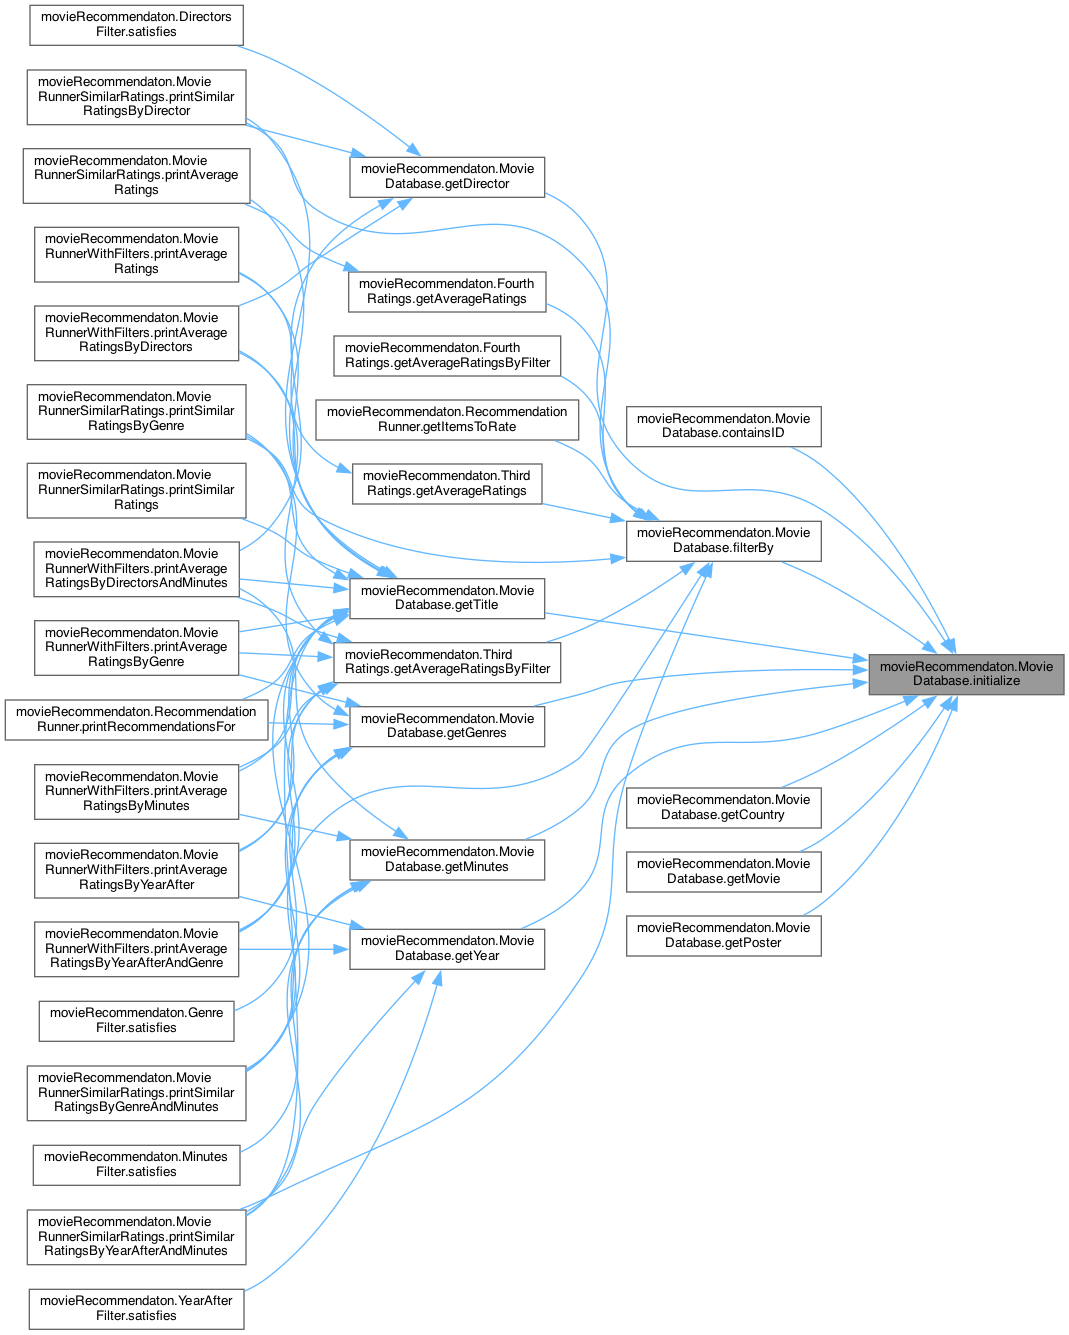 movieRecommendaton.Directors
Filter.satisfies
movieRecommendaton.Movie
RunnerSimilarRatings.printSimilar
RatingsByDirector
movieRecommendaton.Movie
RunnerSimilarRatings.printAverage
Ratings
movieRecommendaton.Movie
RunnerWithFilters.printAverage
Ratings
movieRecommendaton.Movie
RunnerWithFilters.printAverage
RatingsByDirectors
movieRecommendaton.Movie
RunnerSimilarRatings.printSimilar
RatingsByGenre
movieRecommendaton.Movie
RunnerSimilarRatings.printSimilar
Ratings
movieRecommendaton.Movie
RunnerWithFilters.printAverage
RatingsByDirectorsAndMinutes
movieRecommendaton.Movie
RunnerWithFilters.printAverage
RatingsByGenre
movieRecommendaton.Recommendation
Runner.printRecommendationsFor
movieRecommendaton.Movie
RunnerWithFilters.printAverage
RatingsByMinutes
movieRecommendaton.Movie
RunnerWithFilters.printAverage
RatingsByYearAfter
movieRecommendaton.Movie
RunnerWithFilters.printAverage
RatingsByYearAfterAndGenre
movieRecommendaton.Genre
Filter.satisfies
movieRecommendaton.Movie
RunnerSimilarRatings.printSimilar
RatingsByGenreAndMinutes
movieRecommendaton.Minutes
Filter.satisfies
movieRecommendaton.Movie
RunnerSimilarRatings.printSimilar
RatingsByYearAfterAndMinutes
movieRecommendaton.YearAfter
Filter.satisfies
movieRecommendaton.Movie
Database.getDirector
movieRecommendaton.Fourth
Ratings.getAverageRatings
movieRecommendaton.Fourth
Ratings.getAverageRatingsByFilter
movieRecommendaton.Recommendation
Runner.getItemsToRate
movieRecommendaton.Third
Ratings.getAverageRatings
movieRecommendaton.Movie
Database.getTitle
movieRecommendaton.Third
Ratings.getAverageRatingsByFilter
movieRecommendaton.Movie
Database.getGenres
movieRecommendaton.Movie
Database.getMinutes
movieRecommendaton.Movie
Database.getYear
movieRecommendaton.Movie
Database.containsID
movieRecommendaton.Movie
Database.filterBy
movieRecommendaton.Movie
Database.getCountry
movieRecommendaton.Movie
Database.getMovie
movieRecommendaton.Movie
Database.getPoster
movieRecommendaton.Movie
Database.initialize